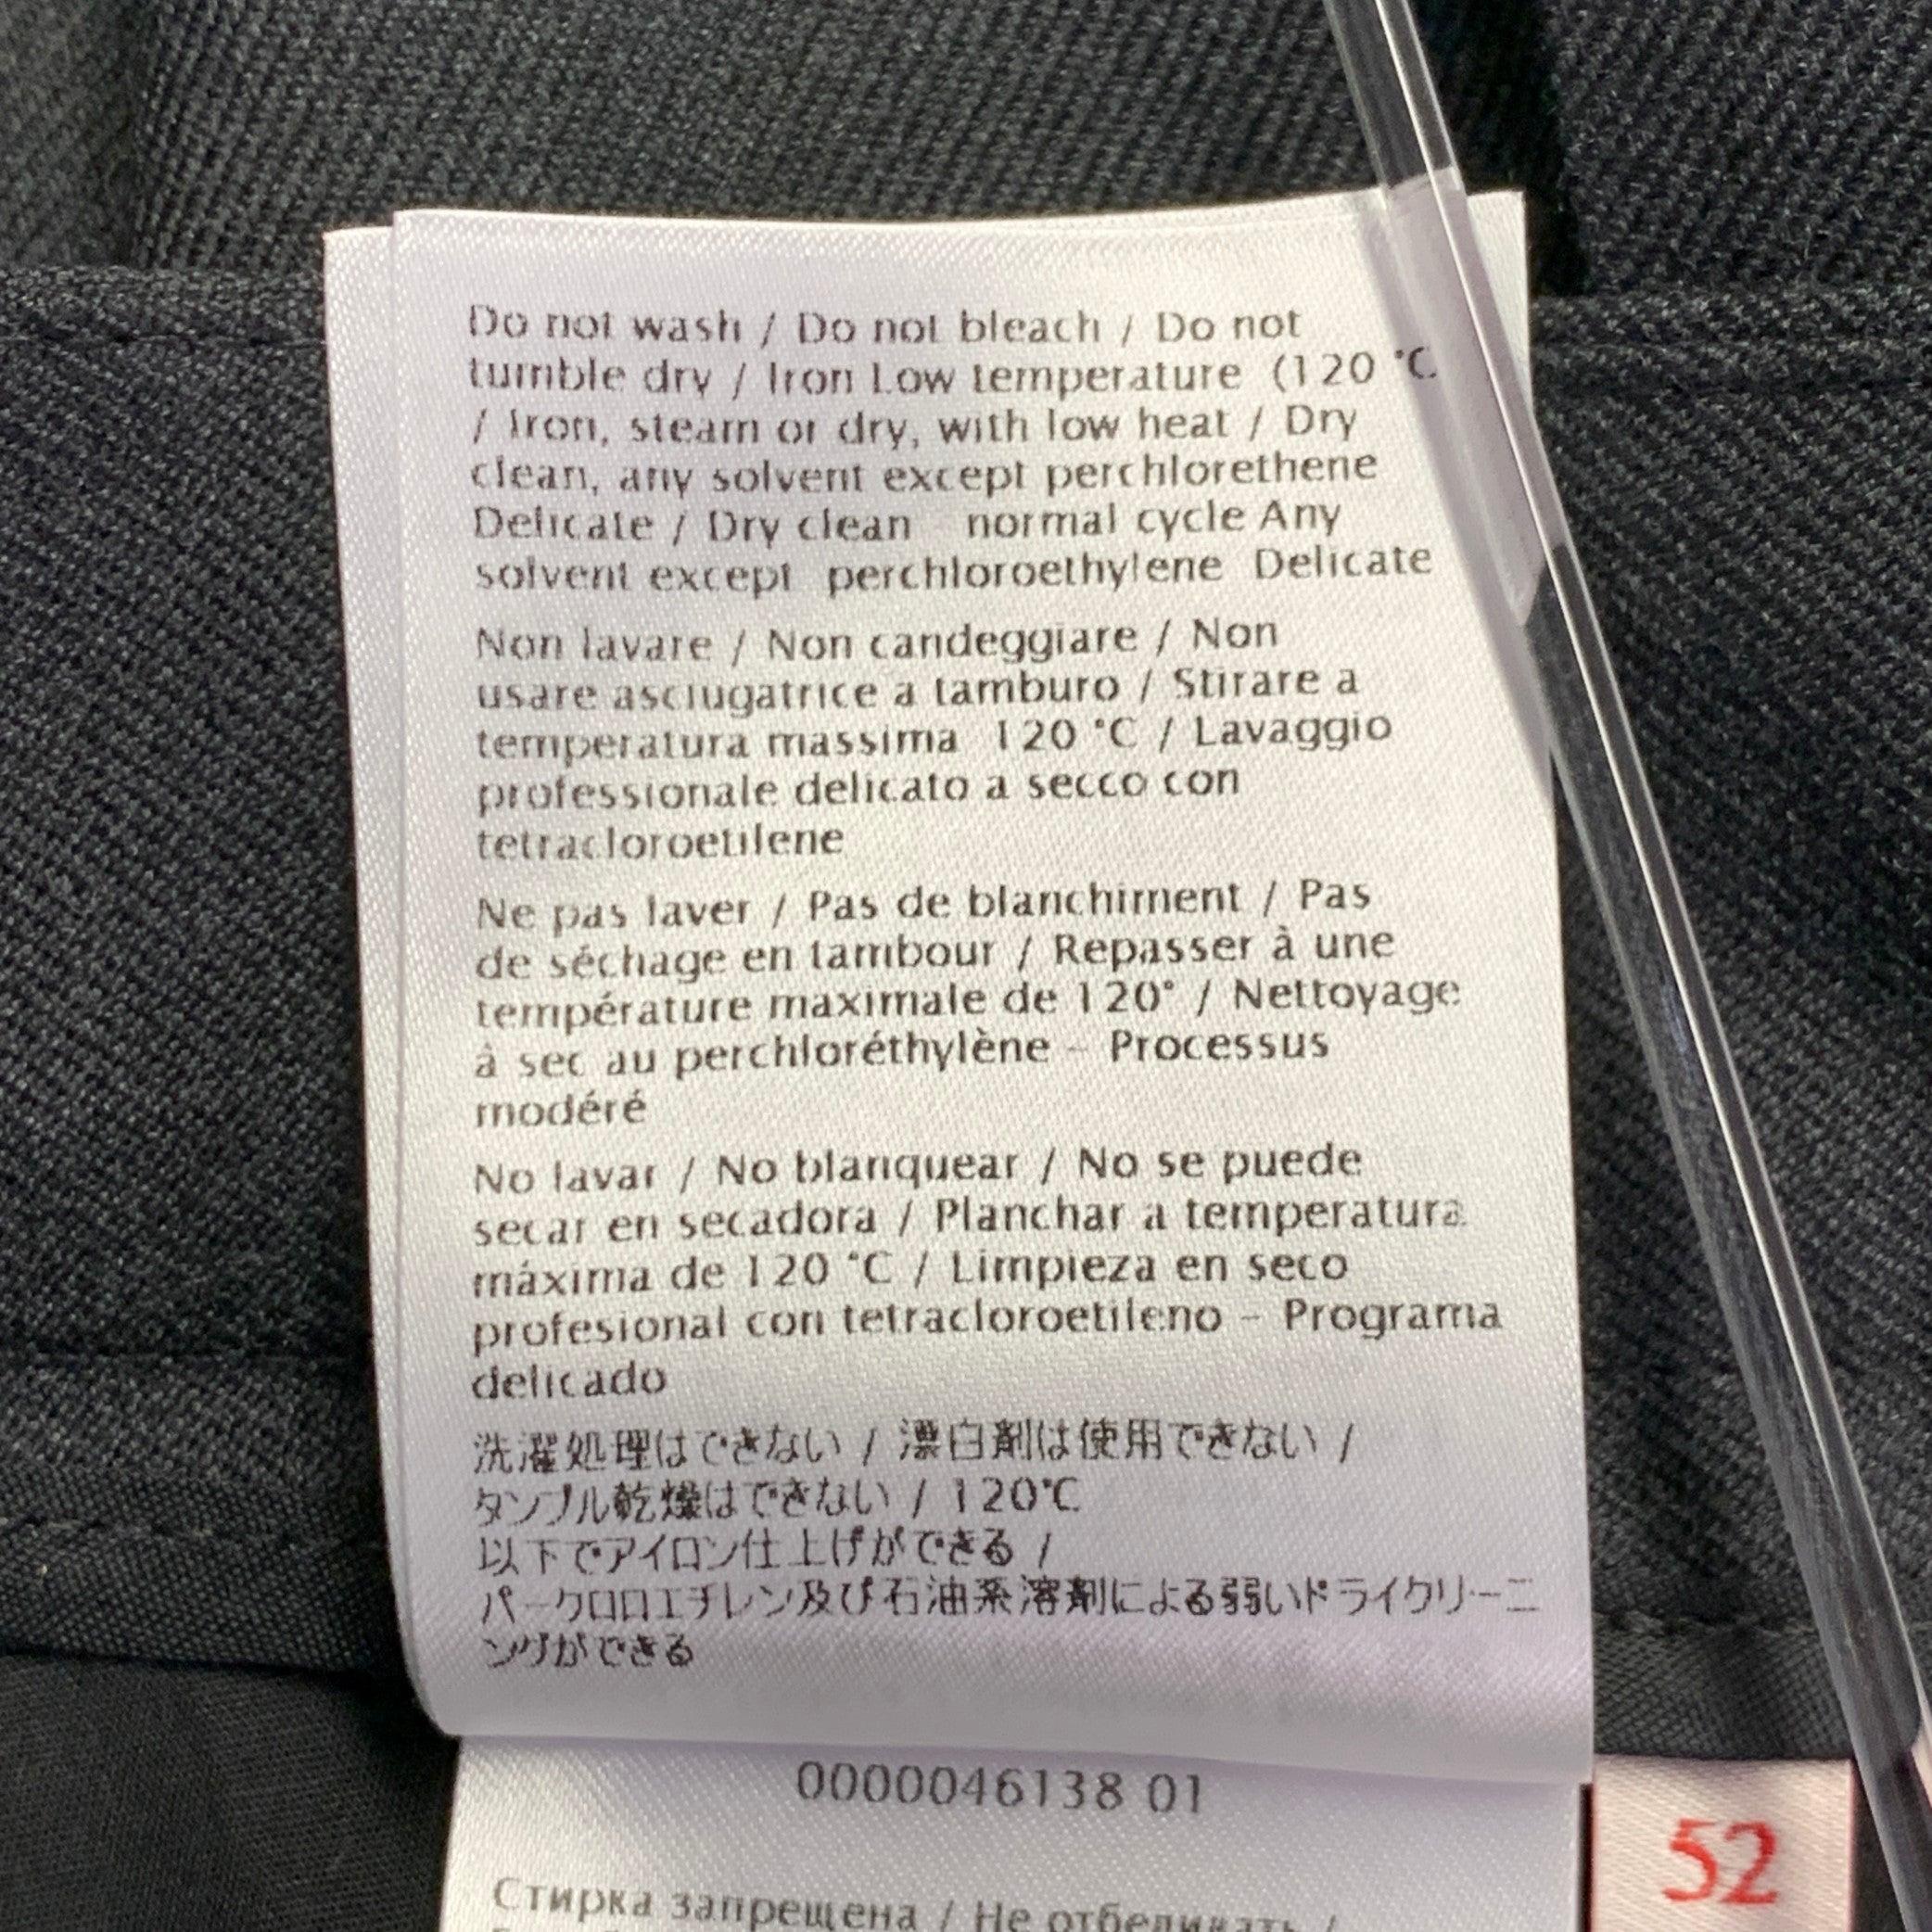 Do not wash / Do not bleach / Do not
tumble dry / Iron Low temperature (120 °C
/ Iron, steam or dry, with low heat / Dry
clean, any solvent except perchlorethene
Delicate / Dry clean normal cycle Any
solvent except perchloroethylene Delicate
Non lavare / Non candeggiare / Non
usare asciugatrice a tamburo / Stirare a
temperatura massima 120 °C / Lavaggio
professionale delicato a secco con
tetracloroetilene
Ne pas laver / Pas de blanchiment / Pas
de séchage en tambour / Repasser à une
température maximale de 120° / Nettoyage
à sec au perchloréthylène – Processus
modéré
No lavar / No blanquear / No se puede
secar en secadora / Planchar a temperatura
máxima de 120 °C / Limpieza en seco
profesional con tetracloroetileno – Programa
delicado
洗濯処理はできない / 漂白剤は使用できない /
タンブル乾燥はできない / 120℃
以下でアイロン仕上げができる /
パークロロエチレン及び石油系溶剤による弱いドライクリーニ
ングができる
0000046138 01
52
Стирка запрещена / Не отбеливать /